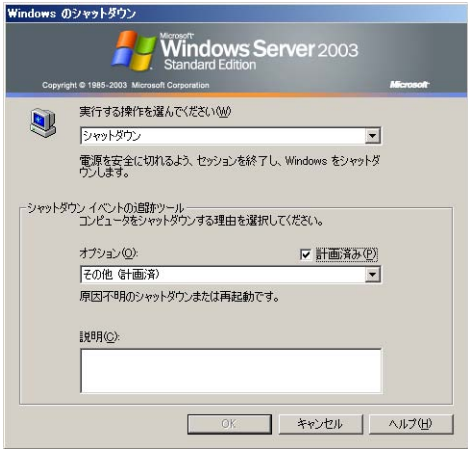 Windows のシャットダウン
Microsoft
Windows Server 2003
Standard Edition
Copyright © 1985-2003 Microsoft Corporation
Microsoft
実行する操作を選んでください(W)
シャットダウン
電源を安全に切れるよう、セッションを終了し、Windows をシャットダ
ウンします。
シャットダウン イベントの追跡ツール
コンピュータをシャットダウンする理由を選択してください。
オプション(O):
計画済み(P)
その他 (計画済)
原因不明のシャットダウンまたは再起動です。
説明(C):
OK
キャンセル
ヘルプ(H)